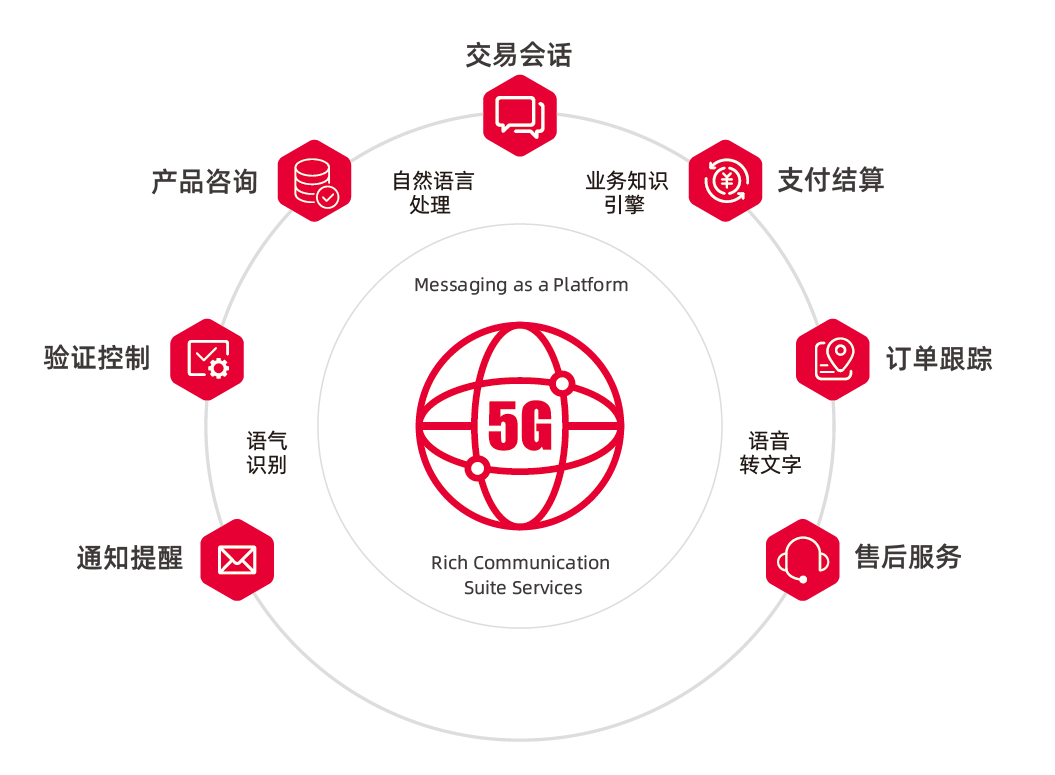 交易会话
产品咨询
自然语言
处理
业务知识
引擎
支付结算
Messaging as a Platform
验证控制
订单跟踪
5G
语气
识别
语音
转文字
通知提醒
售后服务
Rich Communication
Suite Services